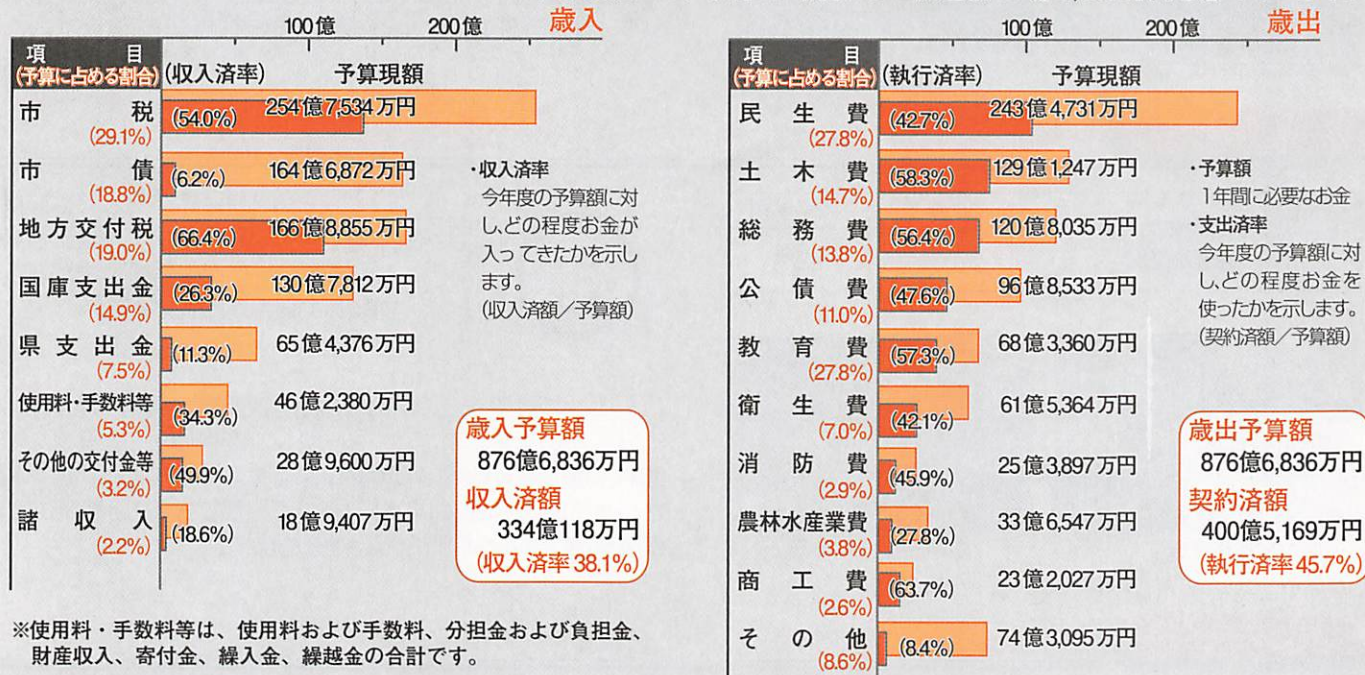 100億 200億 歳入
項目
(予算に占める割合) (収入済率) 予算現額
市税 (54.0%) 254億7,534万円
(29.1%)
市債 (6.2%) 164億6,872万円
(18.8%)
地方交付税 (66.4%) 166億8,855万円
(19.0%)
国庫支出金 (26.3%) 130億7,812万円
(14.9%)
県支出金 (11.3%) 65億4,376万円
(7.5%)
使用料・手数料等 (34.3%) 46億2,380万円
(5.3%)
その他の交付金等 (49.9%) 28億9,600万円
(3.2%)
諸収入 (18.6%) 18億9,407万円
(2.2%)
・収入済率
今年度の予算額に対
し、どの程度お金が
入ってきたかを示し
ます。
(収入済額／予算額)
歳入予算額
876億6,836万円
収入済額
334億118万円
(収入済率38.1%)
※使用料・手数料等は、使用料および手数料、分担金および負担金、
財産収入、寄付金、繰入金、繰越金の合計です。
100億 200億 歳出
項目
(予算に占める割合) (執行済率) 予算現額
民生費 (42.7%) 243億4,731万円
(27.8%)
土木費 (58.3%) 129億1,247万円
(14.7%)
総務費 (56.4%) 120億8,035万円
(13.8%)
公債費 (47.6%) 96億8,533万円
(11.0%)
教育費 (57.3%) 68億3,360万円
(27.8%)
衛生費 (42.1%) 61億5,364万円
(7.0%)
消防費 (45.9%) 25億3,897万円
(2.9%)
農林水産業費 (27.8%) 33億6,547万円
(3.8%)
商工費 (63.7%) 23億2,027万円
(2.6%)
その他 (8.4%) 74億3,095万円
(8.6%)
・予算額
1年間に必要なお金
・支出済率
今年度の予算額に対
し、どの程度お金を
使ったかを示します。
(契約済額／予算額)
歳出予算額
876億6,836万円
契約済額
400億5,169万円
(執行済率45.7%)